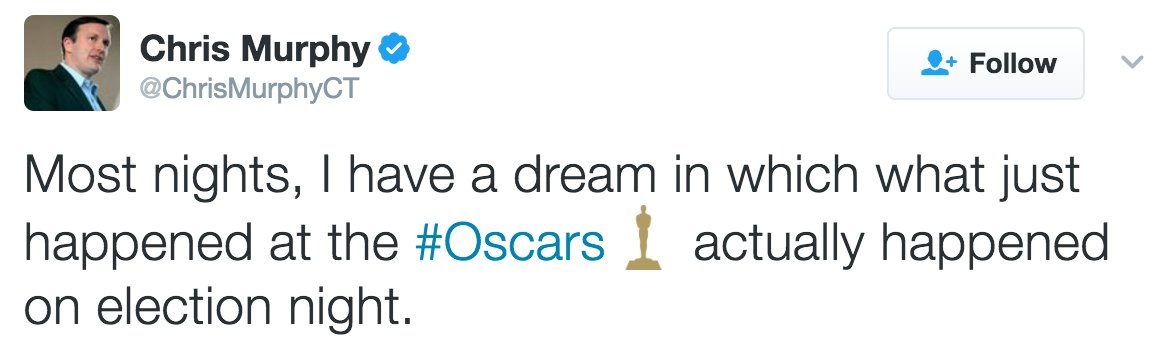 Chris Murphy
@ChrisMurphyCT
Follow
Most nights, I have a dream in which what just
happened at the #Oscars actually happened
on election night.